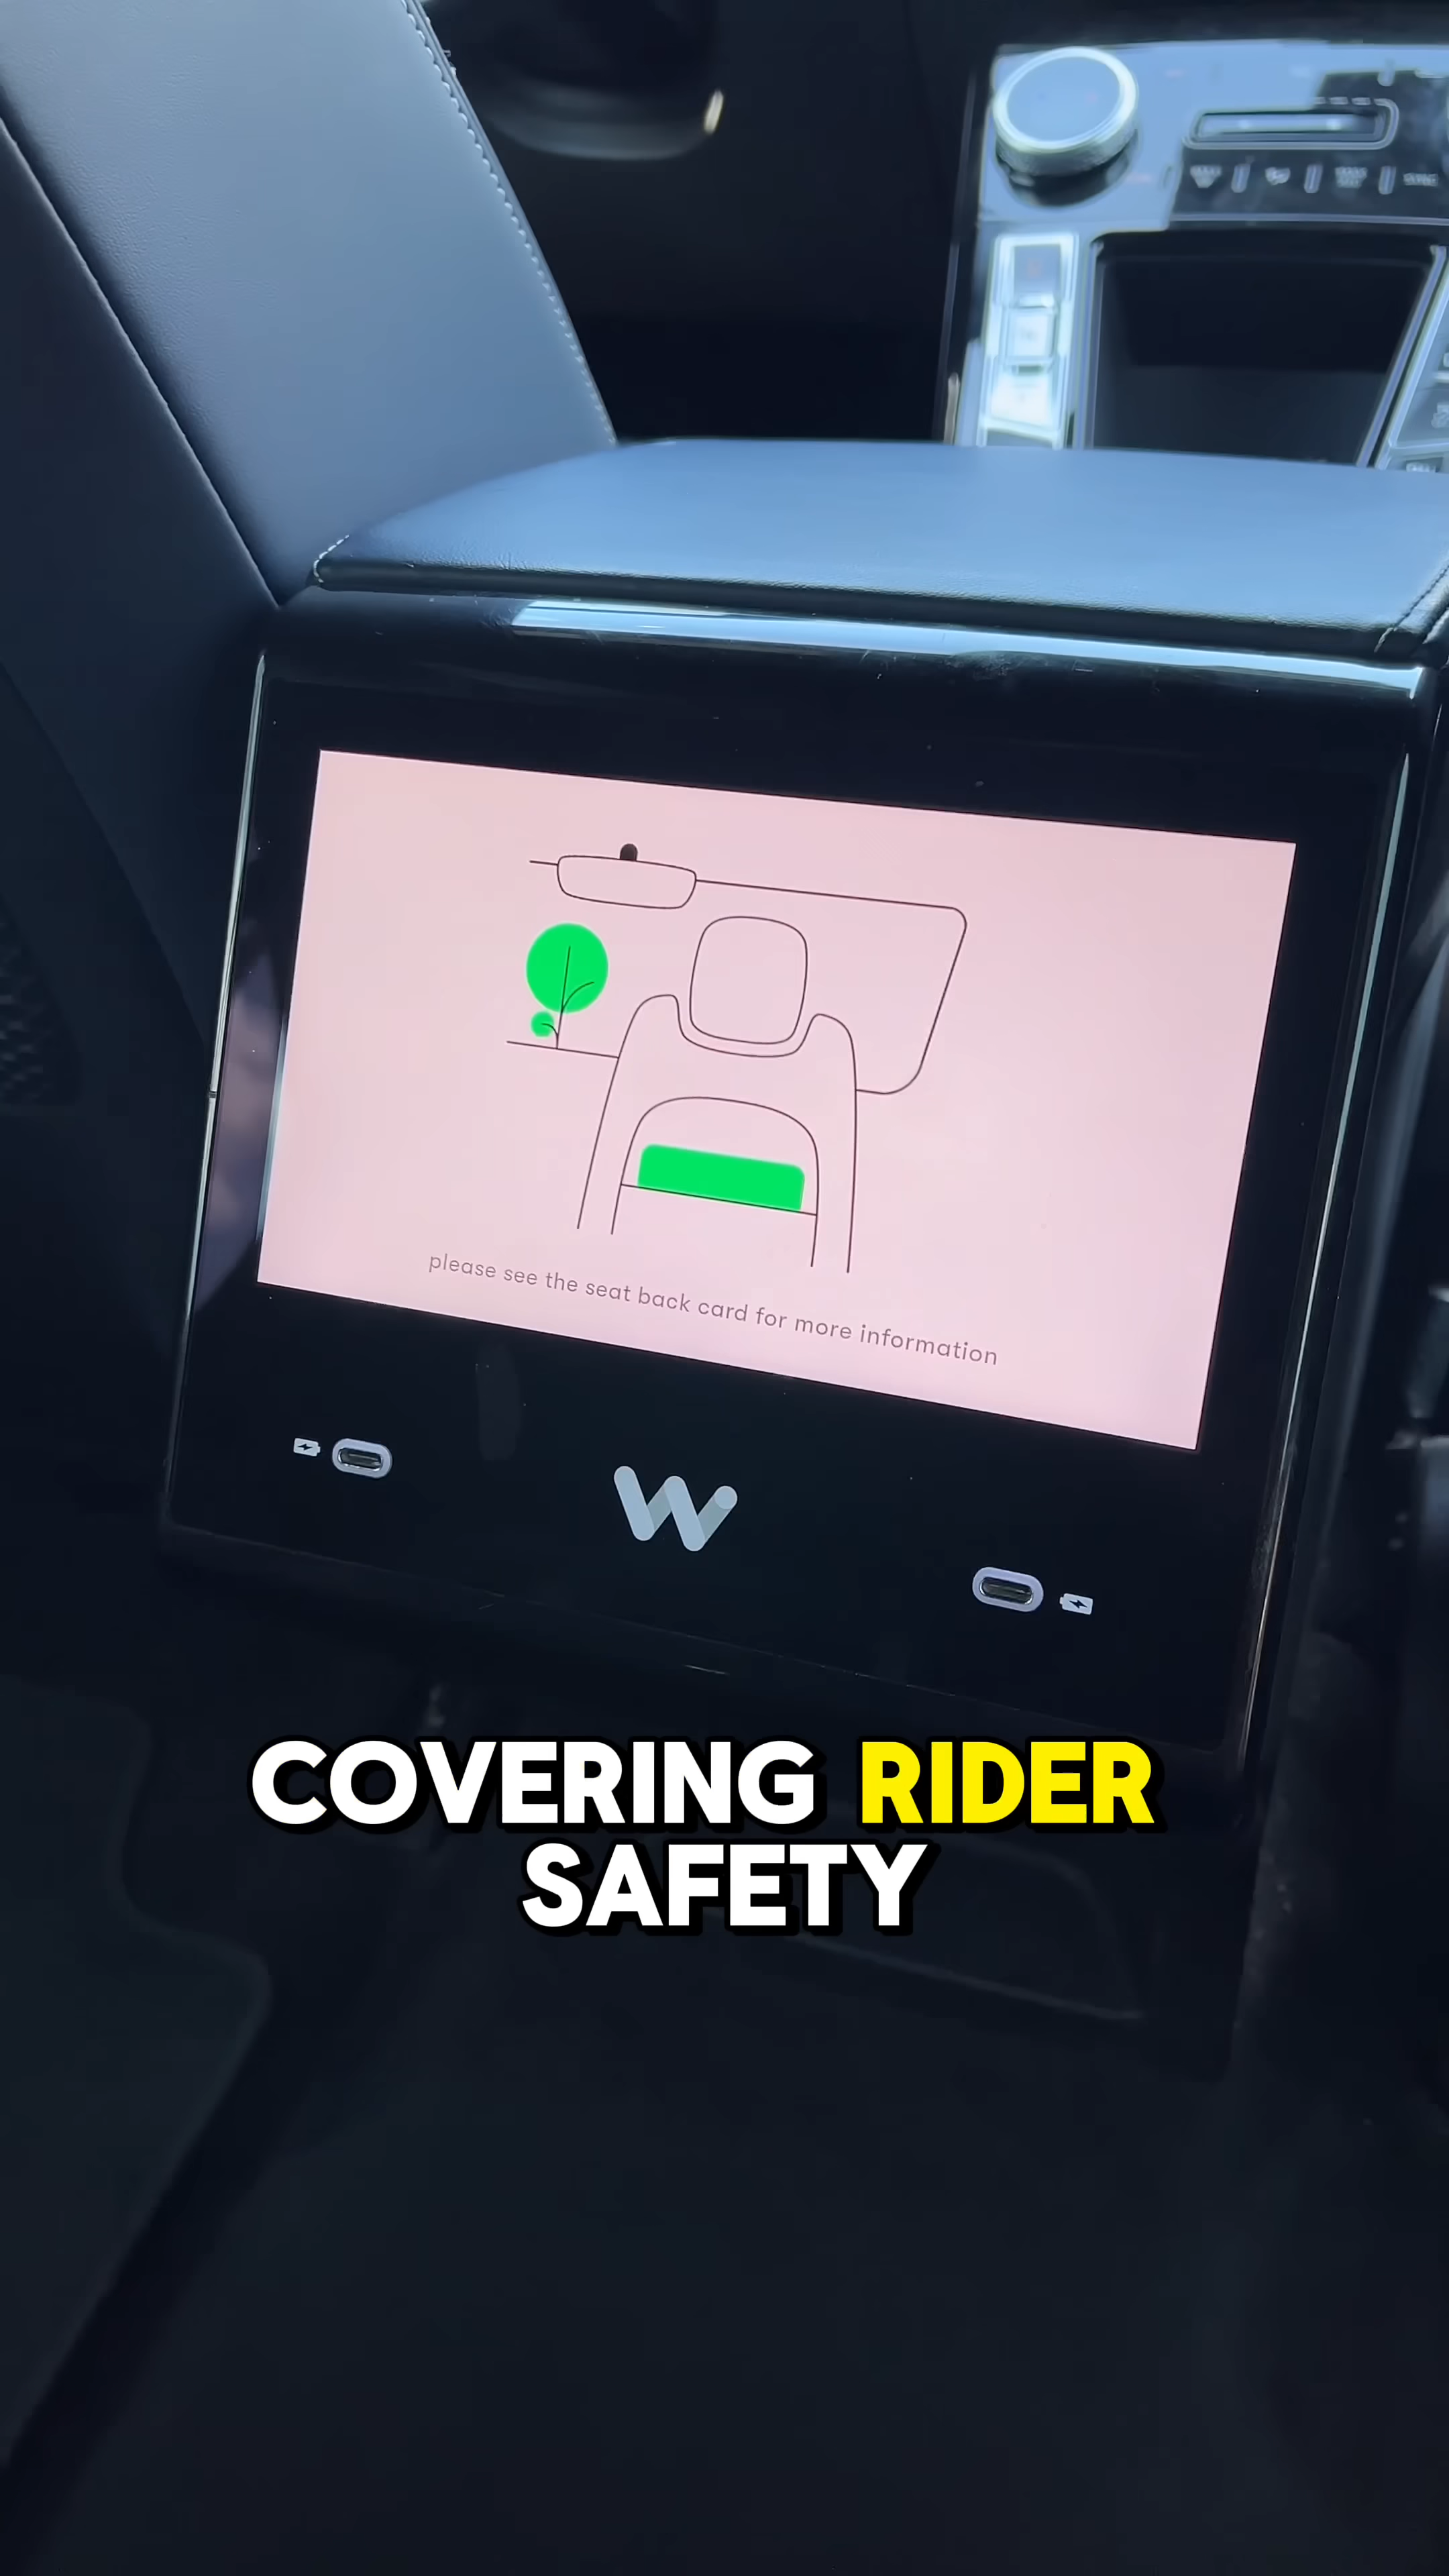 please see the seat back card for more information
W
COVERING RIDER
SAFETY